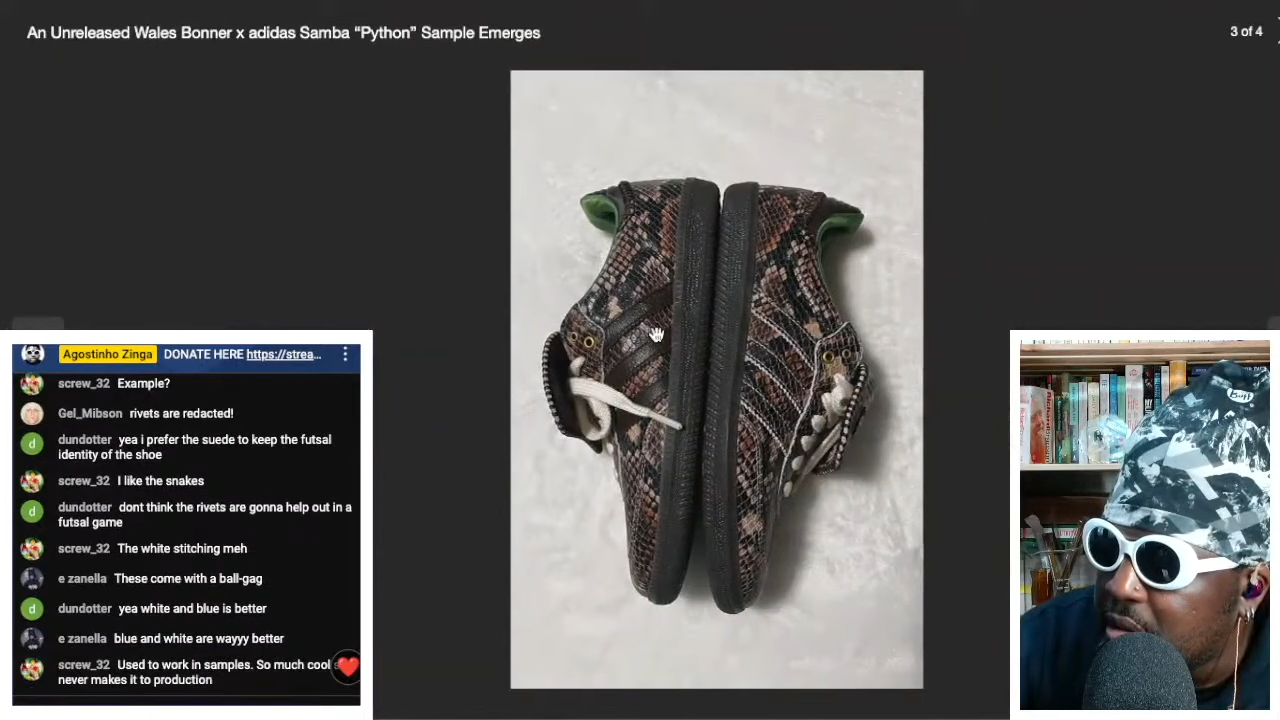 An Unreleased Wales Bonner x adidas Samba “Python” Sample Emerges
3 of 4
Agostinho Zinga DONATE HERE https://strea...
screw_32 Example?
Gel_Mibson rivets are redacted!
d dundotter yea i prefer the suede to keep the futsal
identity of the shoe
screw_32 I like the snakes
d dundotter dont think the rivets are gonna help out in a
futsal game
screw_32 The white stitching meh
e zanella These come with a ball-gag
d dundotter yea white and blue is better
e zanella blue and white are wayyy better
screw_32 Used to work in samples. So much cool
never makes it to production
Buff